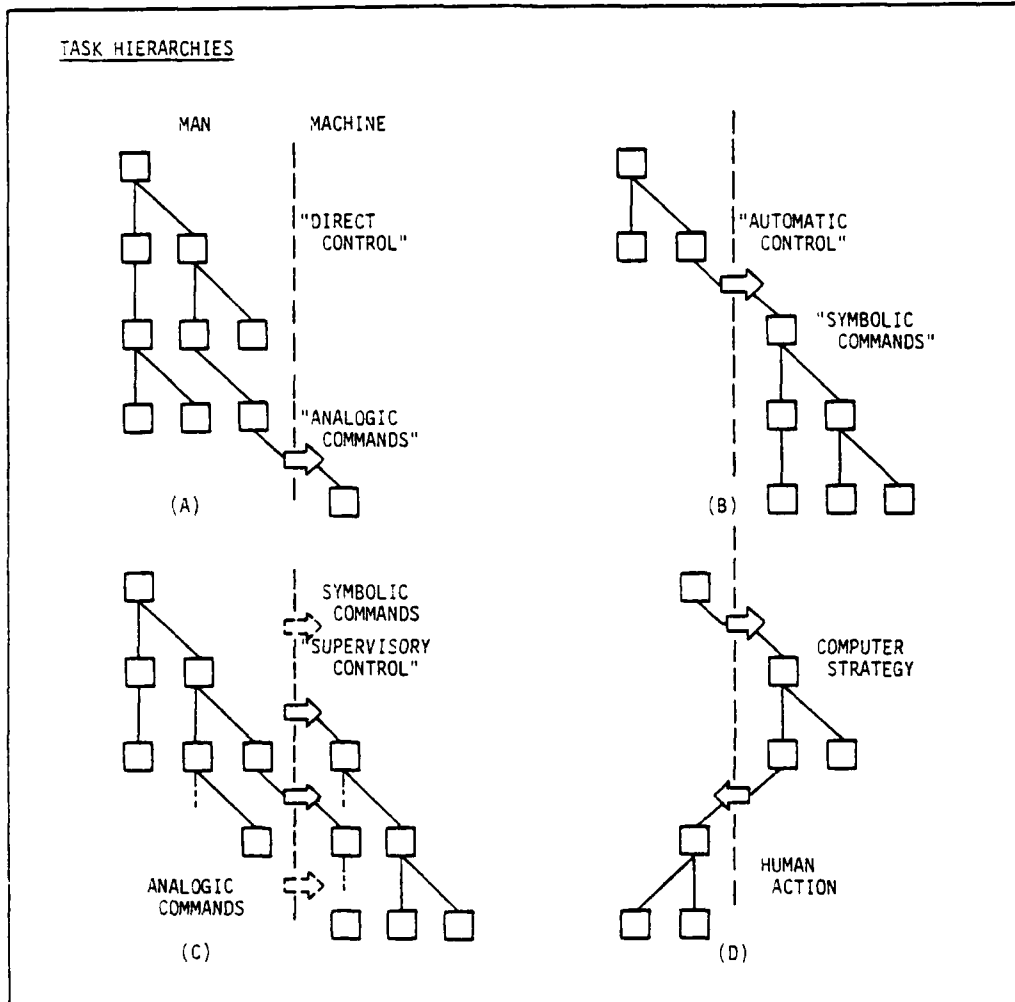 TASK HIERARCHIES
MAN
MACHINE
"DIRECT
CONTROL"
"ANALOGIC
COMMANDS"
(A)
"AUTOMATIC
CONTROL"
"SYMBOLIC
COMMANDS"
(B)
SYMBOLIC
COMMANDS
"SUPERVISORY
CONTROL"
ANALOGIC
COMMANDS
(C)
COMPUTER
STRATEGY
HUMAN
ACTION
(D)